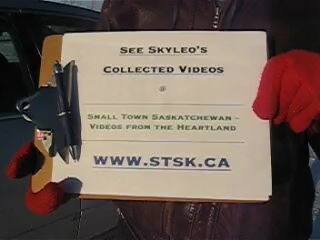 See Skyleo's
Collected Videos
@
Small Town Saskatchewan -
Videos from the Heartland
www.stsk.ca